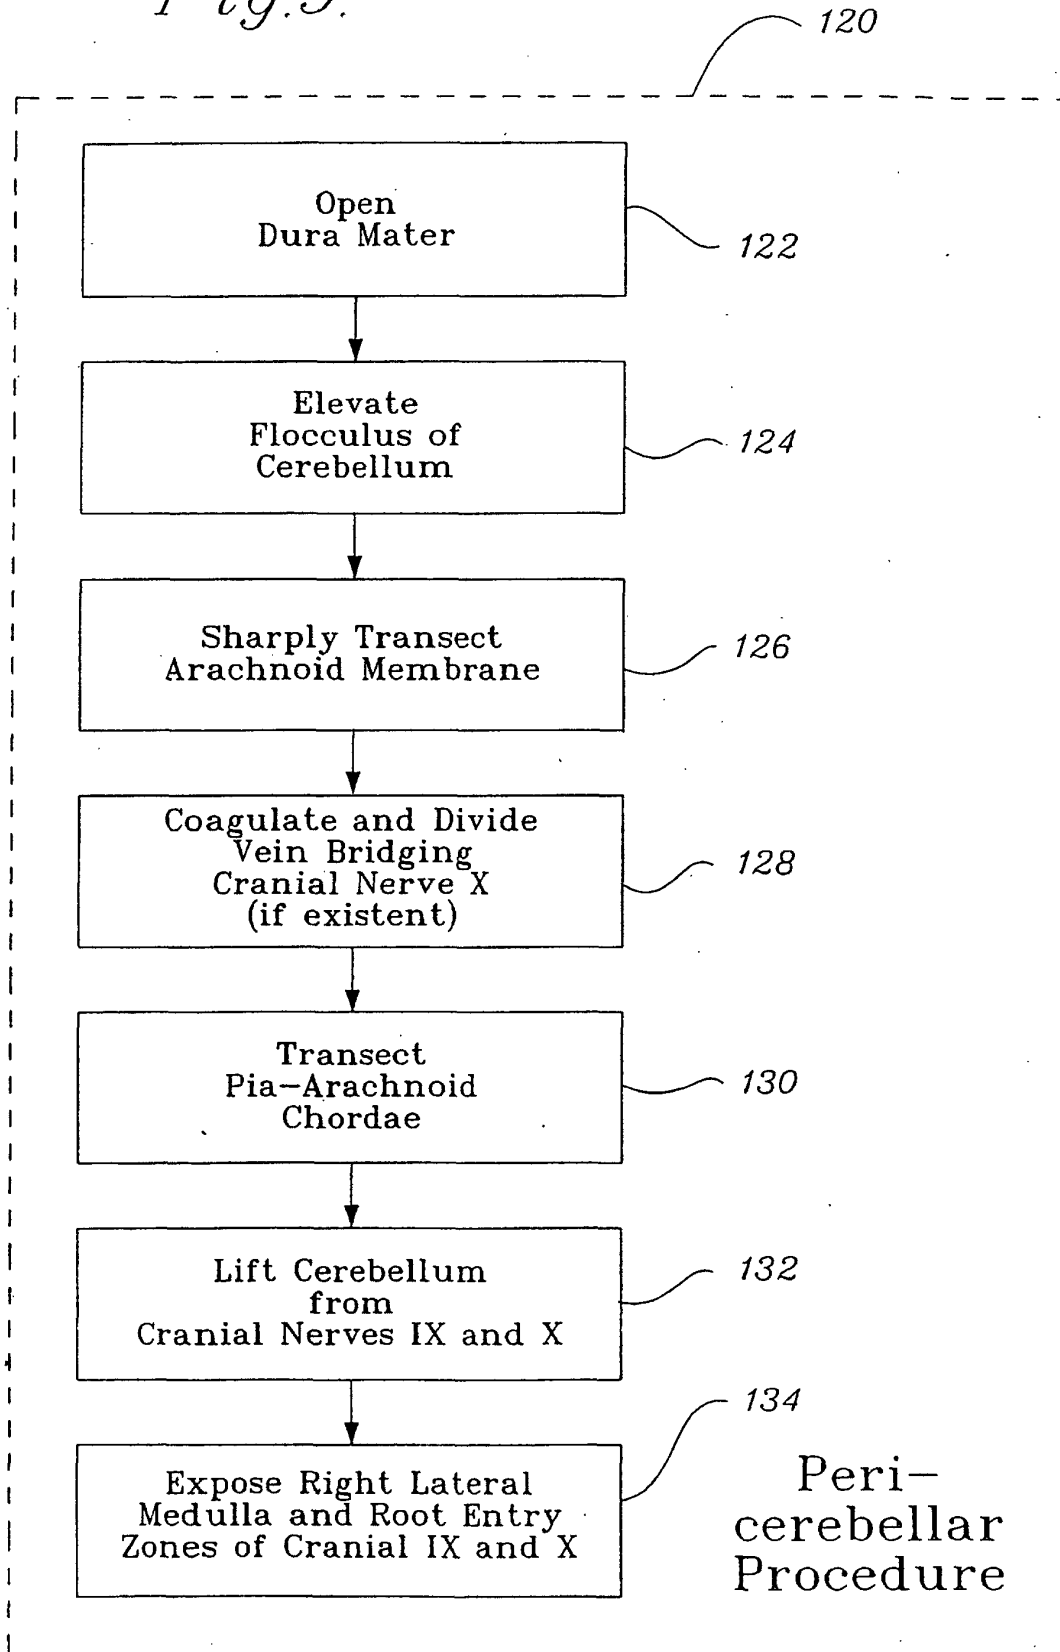 120
Open
Dura Mater
122
Elevate
Flocculus of
Cerebellum
124
Sharply Transect
Arachnoid Membrane
126
Coagulate and Divide
Vein Bridging
Cranial Nerve X
(if existent)
128
Transect
Pia-Arachnoid
Chordae
130
Lift Cerebellum
from
Cranial Nerves IX and X
132
134
Expose Right Lateral
Medulla and Root Entry
Zones of Cranial IX and X
Peri-
cerebellar
Procedure